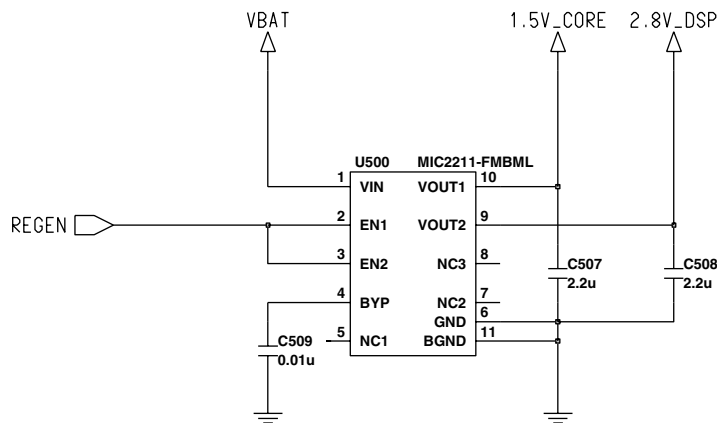 VBAT
1.5V_CORE 2.8V_DSP
U500 MIC2211-FMBML
1 VIN VOUT1 10
REGEN
2 EN1 VOUT2 9
3 EN2 NC3 8
C507
2.2u
C508
2.2u
4 BYP NC2 7
GND 6
5 NC1 BGND 11
C509
0.01u